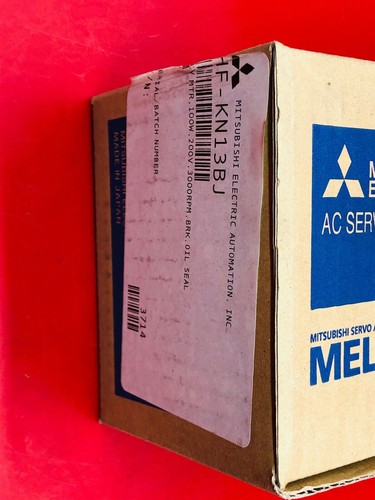 MITSUBISHI ELECTRIC AUTOMATION, INC
HF-KN13BJ
MTR,100W,200V,3000RPM,BRK,OIL SEAL
SERIAL/BATCH NUMBER
/N:
3714
MADE IN JAPAN
AC SERV
MITSUBISHI SERVO A
MEL